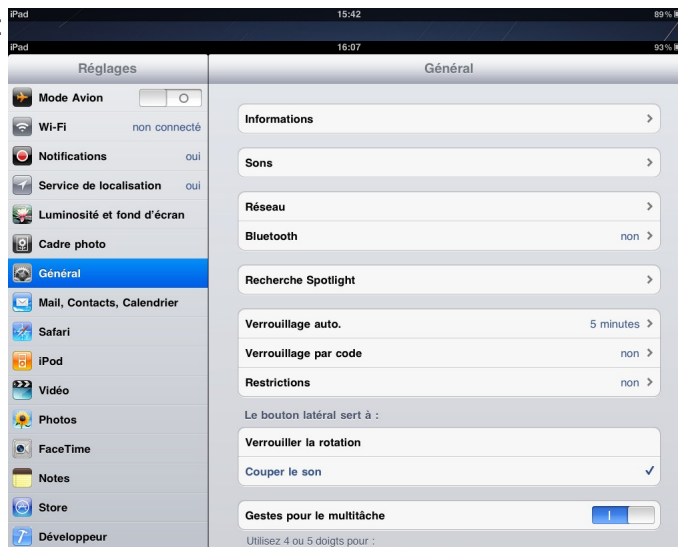 iPad 15:42 89 %
iPad 16:07 93 %
Réglages
Mode Avion
Wi-Fi non connecté
Notifications oui
Service de localisation oui
Luminosité et fond d'écran
Cadre photo
Général
Mail, Contacts, Calendrier
Safari
iPod
Vidéo
Photos
FaceTime
Notes
Store
Développeur
Général
Informations
Sons
Réseau
Bluetooth non
Recherche Spotlight
Verrouillage auto. 5 minutes
Verrouillage par code non
Restrictions non
Le bouton latéral sert à :
Verrouiller la rotation
Couper le son
Gestes pour le multitâche
Utilisez 4 ou 5 doigts pour :